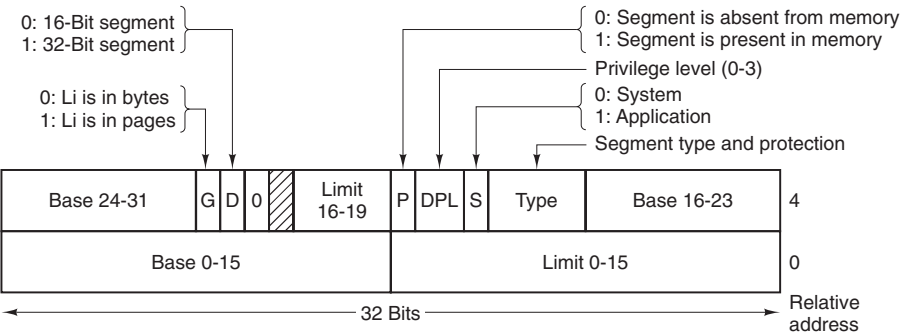 0: 16-Bit segment
1: 32-Bit segment
0: Li is in bytes
1: Li is in pages
0: Segment is absent from memory
1: Segment is present in memory
Privilege level (0-3)
0: System
1: Application
Segment type and protection
Base 24-31 G D 0 Limit 16-19 P DPL S Type Base 16-23 4
Base 0-15 Limit 0-15 0
32 Bits
Relative
address